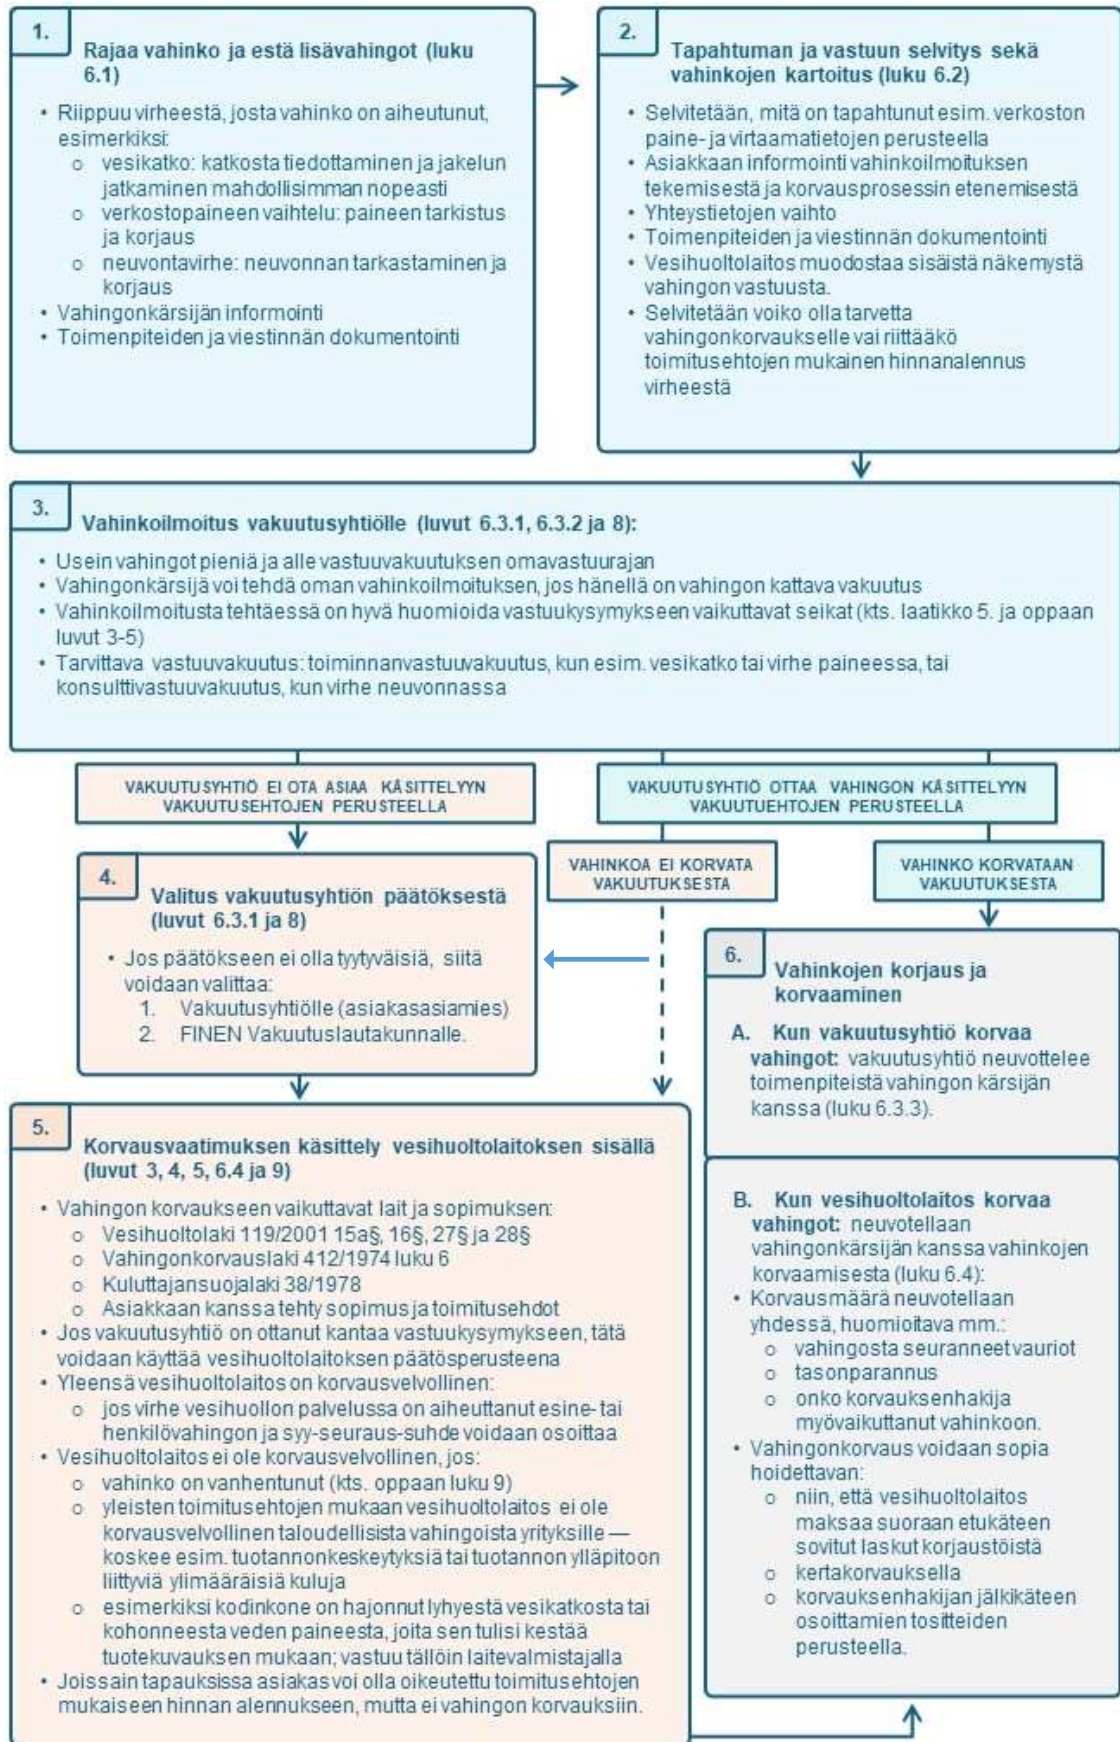 1.
Rajaa vahinko ja estä lisävahingot (luku
6.1)
• Riippuu virheestä, josta vahinko on aiheutunut,
esimerkiksi:
o vesikatko: katkosta tiedottaminen ja jakelun
jatkaminen mahdollisimman nopeasti
o verkostopaineen vaihtelu: paineen tarkistus
ja korjaus
o neuvontavirhe: neuvonnan tarkastaminen ja
korjaus
• Vahingonkärsijän informointi
• Toimenpiteiden ja viestinnän dokumentointi
2.
Tapahtuman ja vastuun selvitys sekä
vahinkojen kartoitus (luku 6.2)
• Selvitetään, mitä on tapahtunut esim. verkoston
paine- ja virtaamatietojen perusteella
• Asiakkaan informointi vahinkoilmoituksen
tekemisestä ja korvausprosessin etenemisestä
• Yhteystietojen vaihto
• Toimenpiteiden ja viestinnän dokumentointi
• Vesihuoltolaitos muodostaa sisäistä näkemystä
vahingon vastuusta.
• Selvitetään voiko olla tarvetta
vahingonkorvaukselle vai riittääkö
toimitusehtojen mukainen hinnanalennus
virheestä
3.
Vahinkoilmoitus vakuutusyhtiölle (luvut 6.3.1, 6.3.2 ja 8):
• Usein vahingot pieniä ja alle vastuuvakuutuksen omavastuurajan
• Vahingonkärsijä voi tehdä oman vahinkoilmoituksen, jos hänellä on vahingon kattava vakuutus
• Vahinkoilmoitusta tehtäessä on hyvä huomioida vastuukysymykseen vaikuttavat seikat (kts. laatikko 5. ja oppaan
luvut 3-5)
• Tarvittava vastuuvakuutus: toiminnanvastuuvakuutus, kun esim. vesikatko tai virhe paineessa, tai
konsulttivastuuvakuutus, kun virhe neuvonnassa
VAKUUTUSYHTIÖ EI OTA ASIAA KÄSITTELYYN
VAKUUTUSEHTOJEN PERUSTEELLA
VAKUUTUSYHTIÖ OTTAA VAHINGON KÄSITTELYYN
VAKUUTUEHTOJEN PERUSTEELLA
VAHINKOA EI KORVATA
VAKUUTUKSESTA
VAHINKO KORVATAAN
VAKUUTUKSESTA
4.
Valitus vakuutusyhtiön päätöksestä
(luvut 6.3.1 ja 8)
• Jos päätökseen ei olla tyytyväisiä, siitä
voidaan valittaa:
1. Vakuutusyhtiölle (asiakasasiamies)
2. FINEN Vakuutuslautakunnalle.
5.
Korvausvaatimuksen käsittely vesihuoltolaitoksen sisällä
(luvut 3, 4, 5, 6.4 ja 9)
• Vahingon korvaukseen vaikuttavat lait ja sopimuksen:
o Vesihuoltolaki 119/2001 15a§, 16§, 27§ ja 28§
o Vahingonkorvauslaki 412/1974 luku 6
o Kuluttajansuojalaki 38/1978
o Asiakkaan kanssa tehty sopimus ja toimitusehdot
• Jos vakuutusyhtiö on ottanut kantaa vastuukysymykseen, tätä
voidaan käyttää vesihuoltolaitoksen päätösperusteena
• Yleensä vesihuoltolaitos on korvausvelvollinen:
o jos virhe vesihuollon palvelussa on aiheuttanut esine- tai
henkilövahingon ja syy-seuraus-suhde voidaan osoittaa
• Vesihuoltolaitos ei ole korvausvelvollinen, jos:
o vahinko on vanhentunut (kts. oppaan luku 9)
o yleisten toimitusehtojen mukaan vesihuoltolaitos ei ole
korvausvelvollinen taloudellisista vahingoista yrityksille —
koskee esim. tuotannonkeskeytyksiä tai tuotannon ylläpitoon
liittyviä ylimääräisiä kuluja
o esimerkiksi kodinkone on hajonnut lyhyestä vesikatkosta tai
kohonneesta veden paineesta, joita sen tulisi kestää
tuotekuvauksen mukaan; vastuu tällöin laitevalmistajalla
• Joissain tapauksissa asiakas voi olla oikeutettu toimitusehtojen
mukaiseen hinnan alennukseen, mutta ei vahingon korvauksiin.
6.
Vahinkojen korjaus ja
korvaaminen
A. Kun vakuutusyhtiö korvaa
vahingot: vakuutusyhtiö neuvottelee
toimenpiteistä vahingon kärsijän
kanssa (luku 6.3.3).
B. Kun vesihuoltolaitos korvaa
vahingot: neuvotellaan
vahingonkärsijän kanssa vahinkojen
korvaamisesta (luku 6.4):
• Korvausmäärä neuvotellaan
yhdessä, huomioitava mm.:
o vahingosta seuranneet vauriot
o tasonparannus
o onko korvauksenhakija
myövaikuttanut vahinkoon.
• Vahingonkorvaus voidaan sopia
hoidettavan:
o niin, että vesihuoltolaitos
maksaa suoraan etukäteen
sovitut laskut korjaustöistä
o kertakorvauksella
o korvauksenhakijan jälkikäteen
osoittamien tositteiden
perusteella.